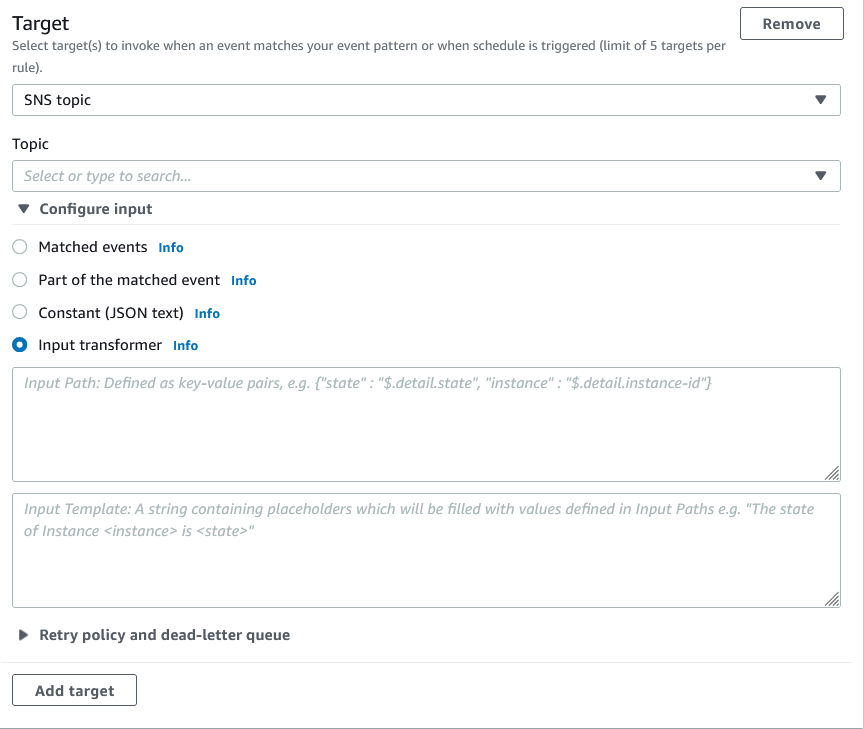 Target
Remove
Select target(s) to invoke when an event matches your event pattern or when schedule is triggered (limit of 5 targets per
rule).
SNS topic
Topic
Select or type to search...
Configure input
Matched events Info
Part of the matched event Info
Constant (JSON text) Info
Input transformer Info
Input Path: Defined as key-value pairs, e.g. {"state" : "$.detail.state", "instance" : "$.detail.instance-id"}
Input Template: A string containing placeholders which will be filled with values defined in Input Paths e.g. "The state
of Instance <instance> is <state>"
Retry policy and dead-letter queue
Add target